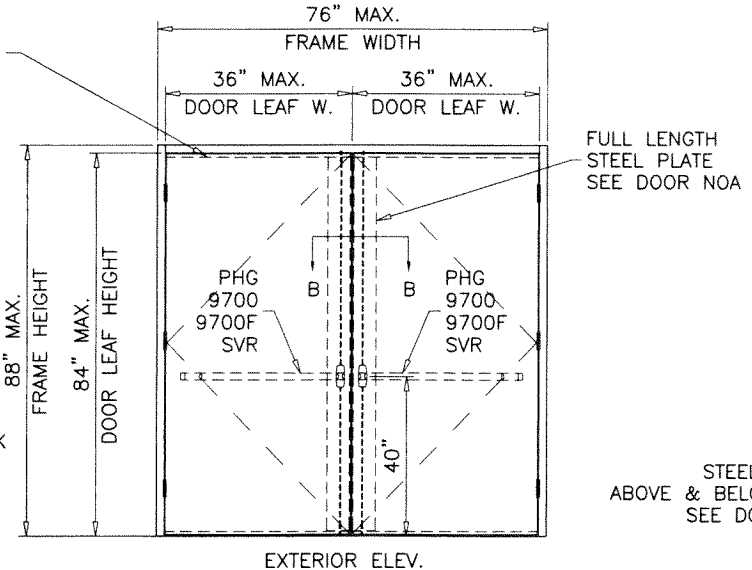 76" MAX.
FRAME WIDTH
36" MAX.
DOOR LEAF W.
36" MAX.
DOOR LEAF W.
FULL LENGTH
STEEL PLATE
SEE DOOR NOA
88" MAX.
FRAME HEIGHT
84" MAX.
DOOR LEAF HEIGHT
B
B
PHG
9700
9700F
SVR
PHG
9700
9700F
SVR
40"
STEEL
ABOVE & BELO
SEE DO
EXTERIOR ELEV.